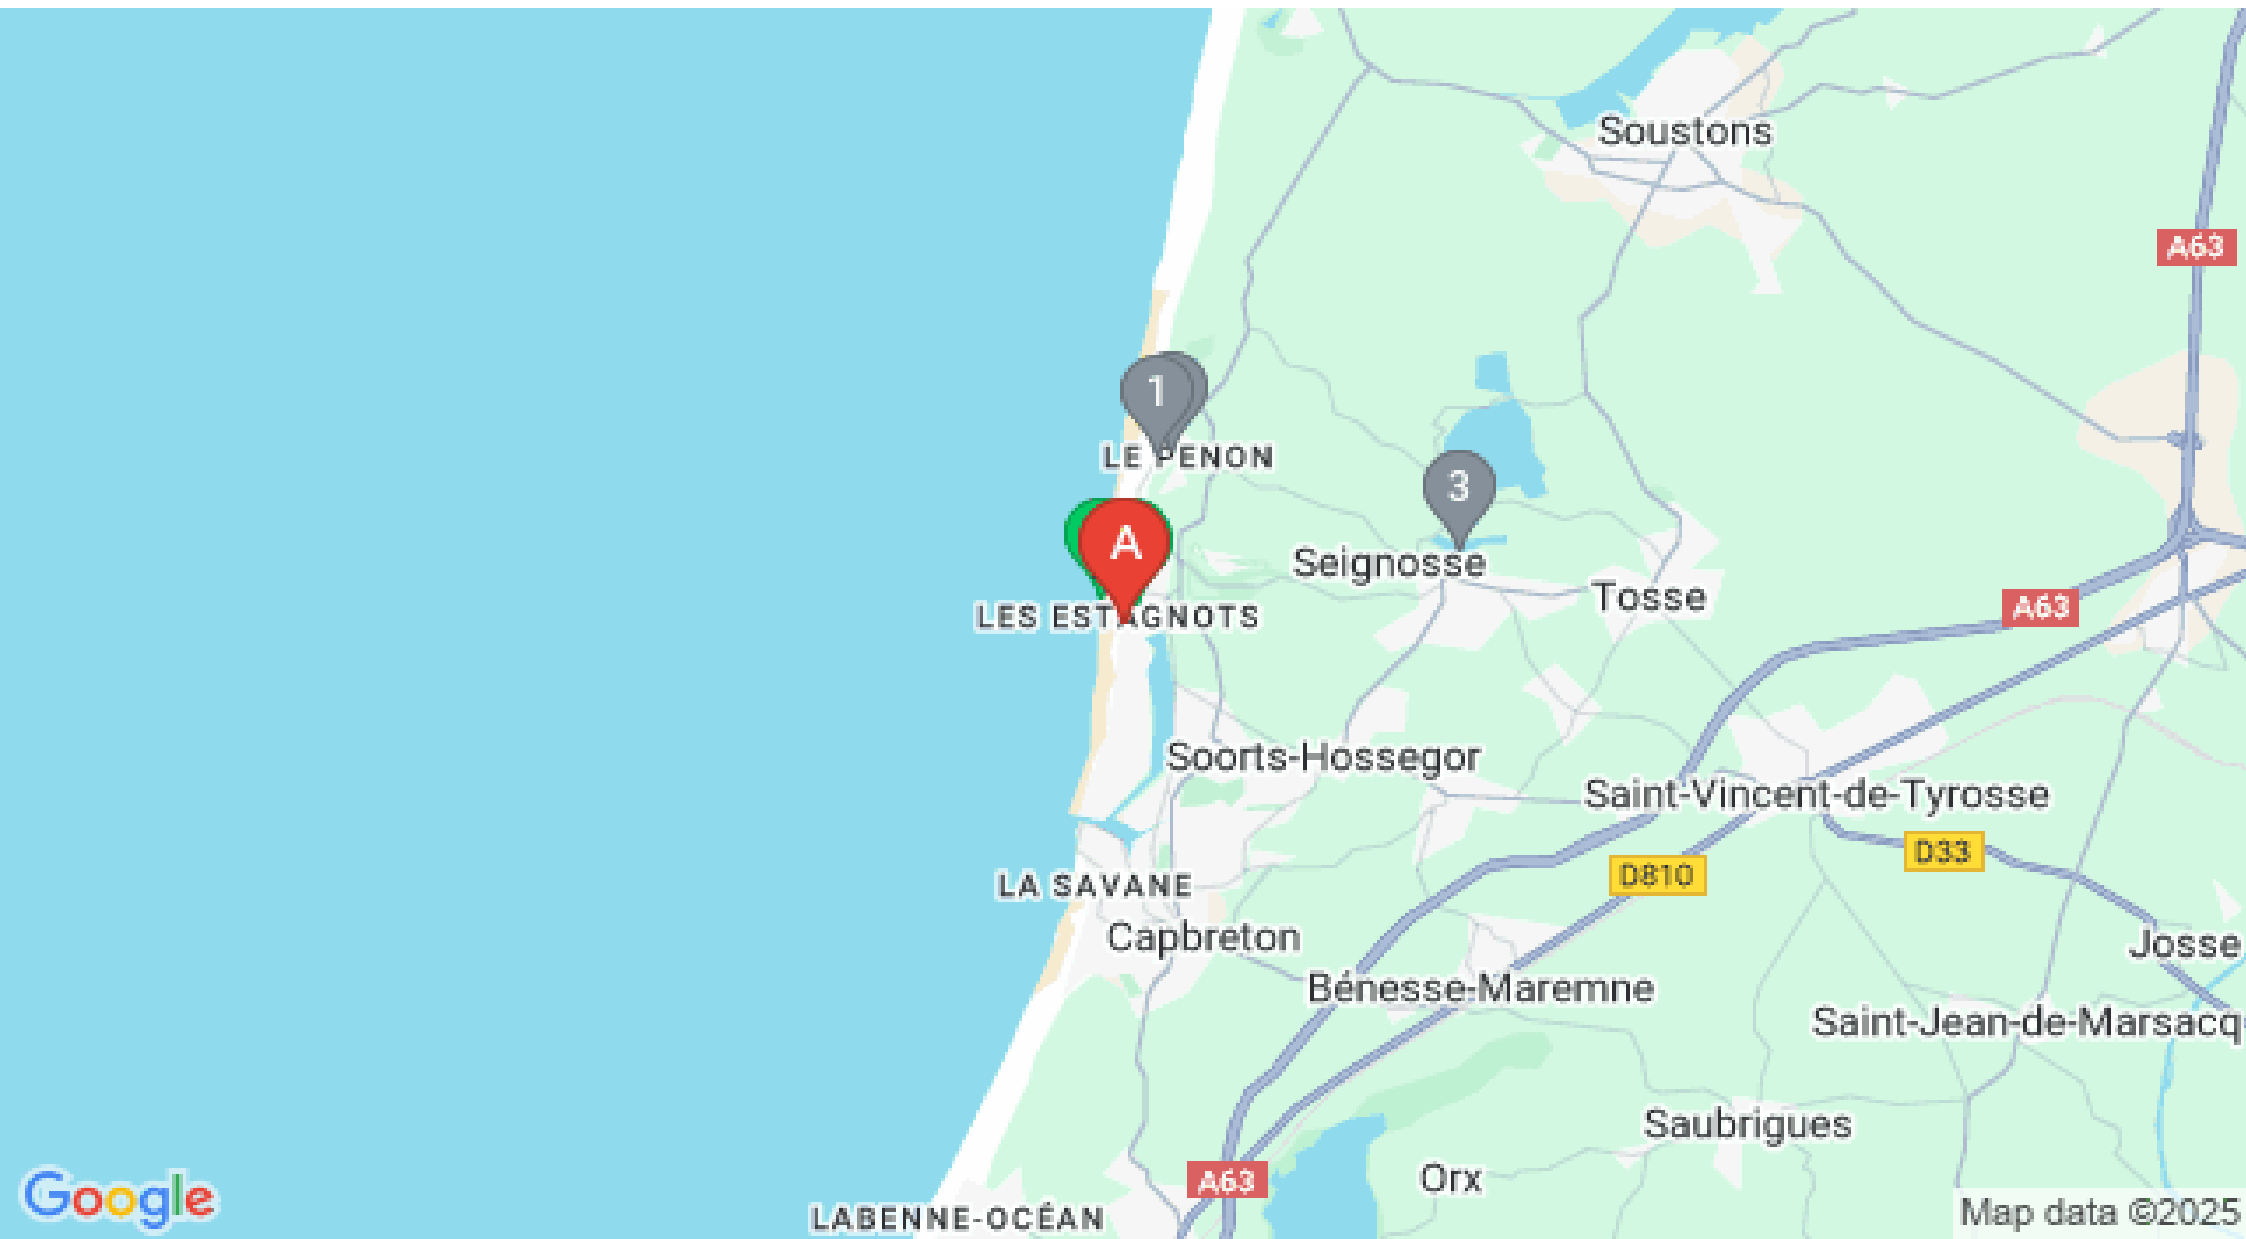 Soustons
A63
1
LE PENON
3
A
Seignosse
Tosse
A63
LES ESTAGNOTS
Soorts-Hossegor
Saint-Vincent-de-Tyrosse
D33
D810
LA SAVANE
Capbreton
Josse
Bénesse-Maremne
Saint-Jean-de-Marsacq
Saubrigues
Orx
A63
Google
LABENNE-OCÉAN
Map data ©2025